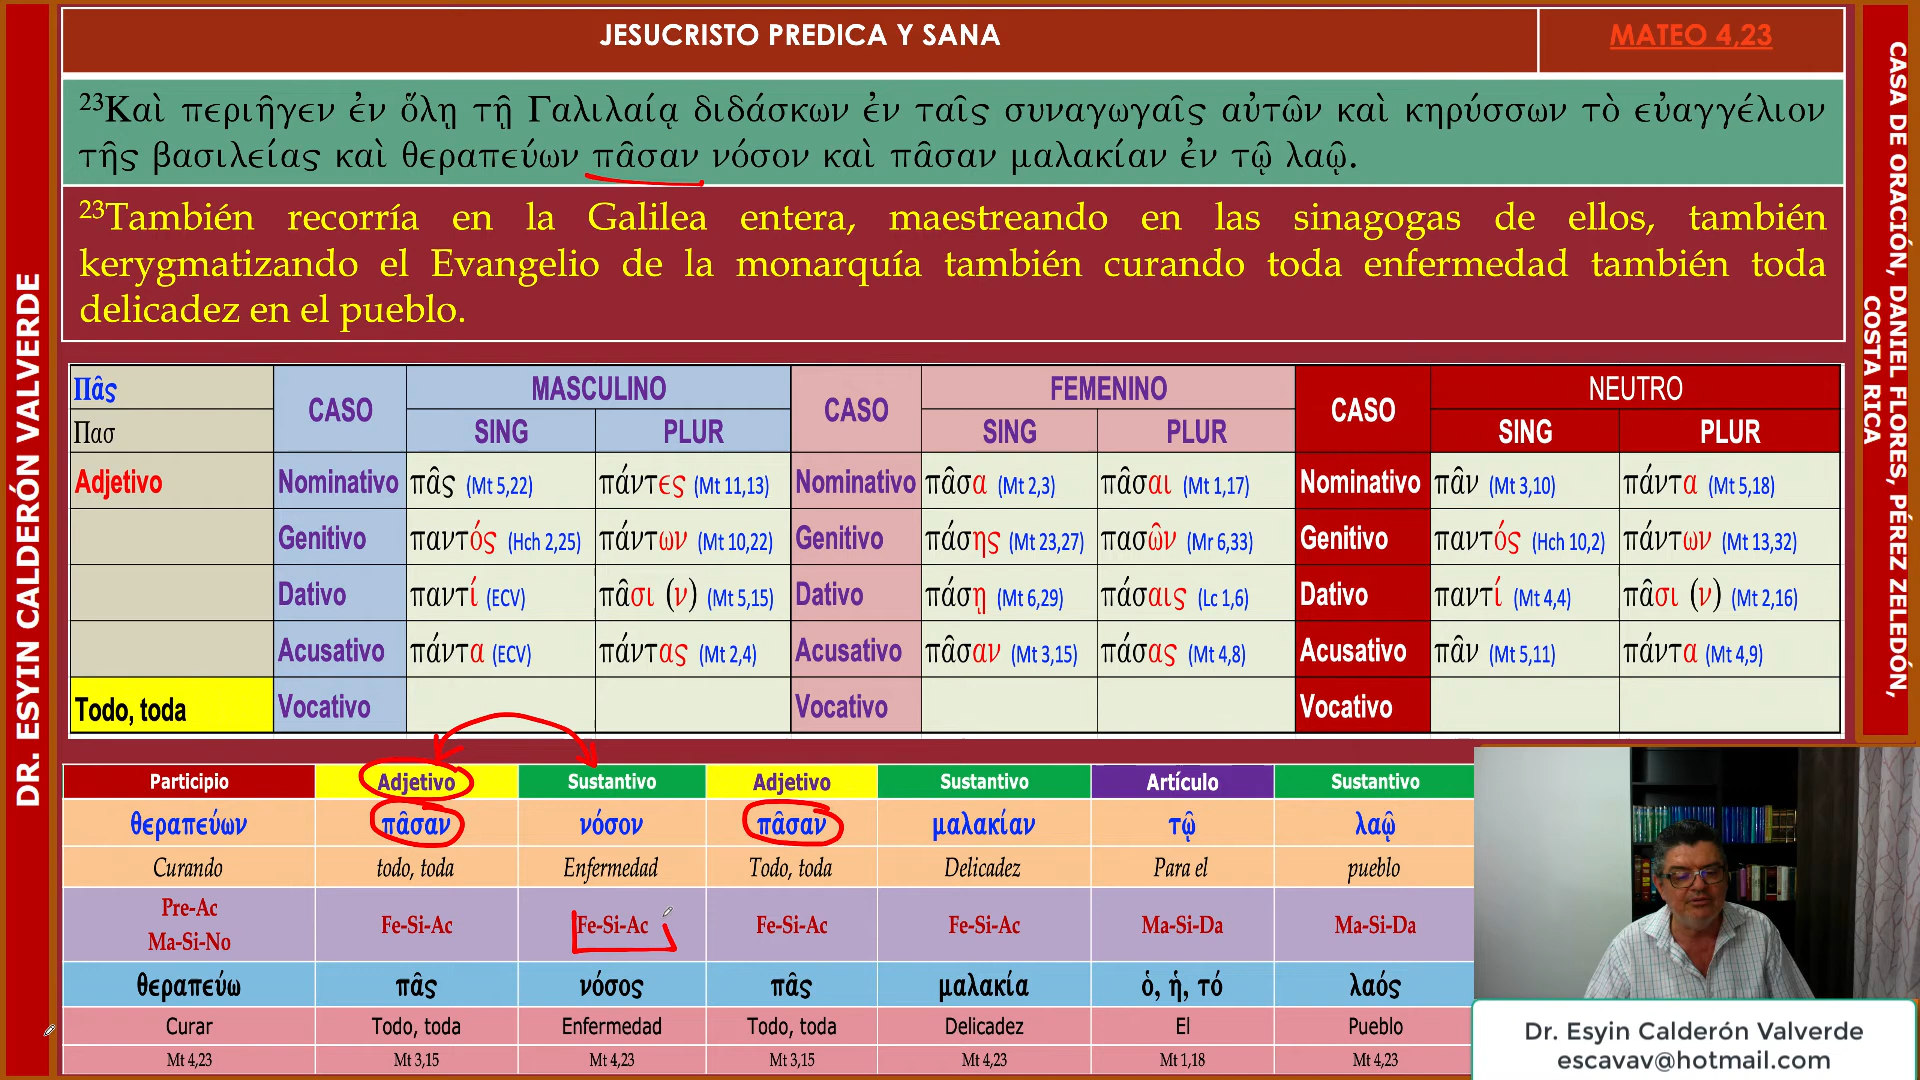 JESUCRISTO PREDICA Y SANA
MATEO 4,23
²³Καὶ περιῆγεν ἐν ὅλῃ τῇ Γαλιλαίᾳ διδάσκων ἐν ταῖς συναγωγαῖς αὐτῶν καὶ κηρύσσων τὸ εὐαγγέλιον
τῆς βασιλείας καὶ θεραπεύων πᾶσαν νόσον καὶ πᾶσαν μαλακίαν ἐν τῷ λαῷ.
²³También recorría en la Galilea entera, maestreando en las sinagogas de ellos, también
kerygmatizando el Evangelio de la monarquía también curando toda enfermedad también toda
delicadez en el pueblo.
Πᾶς CASO MASCULINO CASO FEMENINO CASO NEUTRO
Πασ SING PLUR SING PLUR SING PLUR
Adjetivo Nominativo πᾶς (Mt 5,22) πάντες (Mt 11,13) Nominativo πᾶσα (Mt 2,3) πᾶσαι (Mt 1,17) Nominativo πᾶν (Mt 3,10) πάντα (Mt 5,18)
Genitivo παντός (Hch 2,25) πάντων (Mt 10,22) Genitivo πάσης (Mt 23,27) πασῶν (Mr 6,33) Genitivo παντός (Hch 10,2) πάντων (Mt 13,32)
Dativo παντί (ECV) πᾶσι (ν) (Mt 5,15) Dativo πάσῃ (Mt 6,29) πάσαις (Lc 1,6) Dativo παντί (Mt 4,4) πᾶσι (ν) (Mt 2,16)
Acusativo πάντα (ECV) πάντας (Mt 2,4) Acusativo πᾶσαν (Mt 3,15) πάσας (Mt 4,8) Acusativo πᾶν (Mt 5,11) πάντα (Mt 4,9)
Todo, toda Vocativo Vocativo Vocativo
Participio Adjetivo Sustantivo Adjetivo Sustantivo Artículo Sustantivo
θεραπεύων πᾶσαν νόσον πᾶσαν μαλακίαν τῷ λαῷ
Curando todo, toda Enfermedad Todo, toda Delicadez Para el pueblo
Pre-Ac
Ma-Si-No Fe-Si-Ac Fe-Si-Ac Fe-Si-Ac Fe-Si-Ac Ma-Si-Da Ma-Si-Da
θεραπεύω πᾶς νόσος πᾶς μαλακία ὁ, ἡ, τό λαός
Curar Todo, toda Enfermedad Todo, toda Delicadez El Pueblo
Mt 4,23 Mt 3,15 Mt 4,23 Mt 3,15 Mt 4,23 Mt 1,18 Mt 4,23
DR. ESYIN CALDERÓN VALVERDE
CASA DE ORACIÓN, DANIEL FLORES, PÉREZ ZELEDÓN,
COSTA RICA
Dr. Esyin Calderón Valverde
escavav@hotmail.com